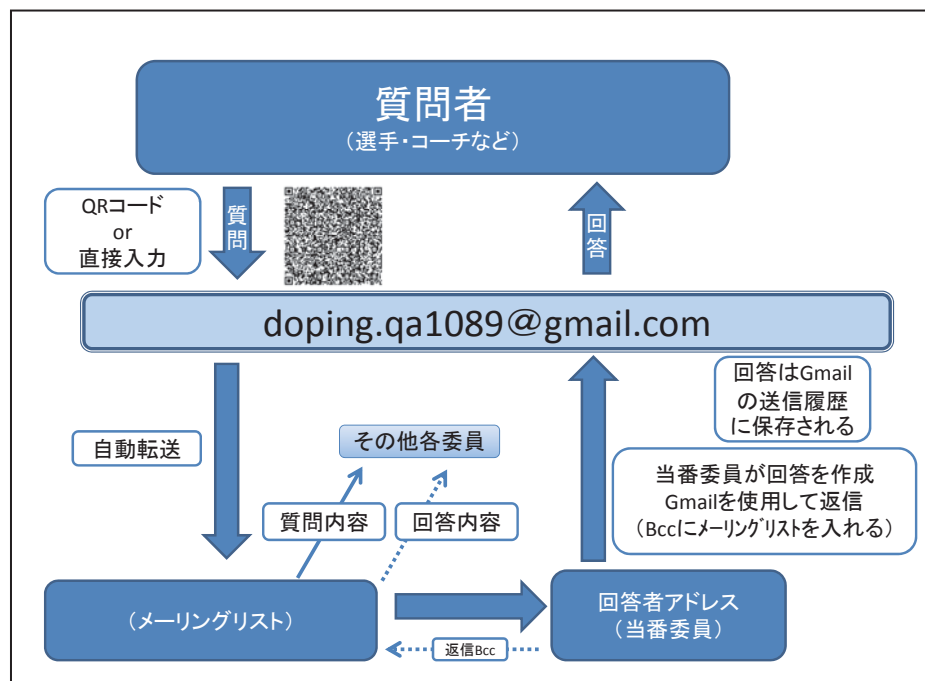 質問者
（選手・コーチなど）
QRコード
or
直接入力
質問
回答
doping.qa1089＠gmail.com
回答はGmail
の送信履歴
に保存される
自動転送
その他各委員
当番委員が回答を作成
Gmailを使用して返信
（Bccにメーリングリストを入れる）
質問内容
回答内容
（メーリングリスト）
回答者アドレス
（当番委員）
返信Bcc